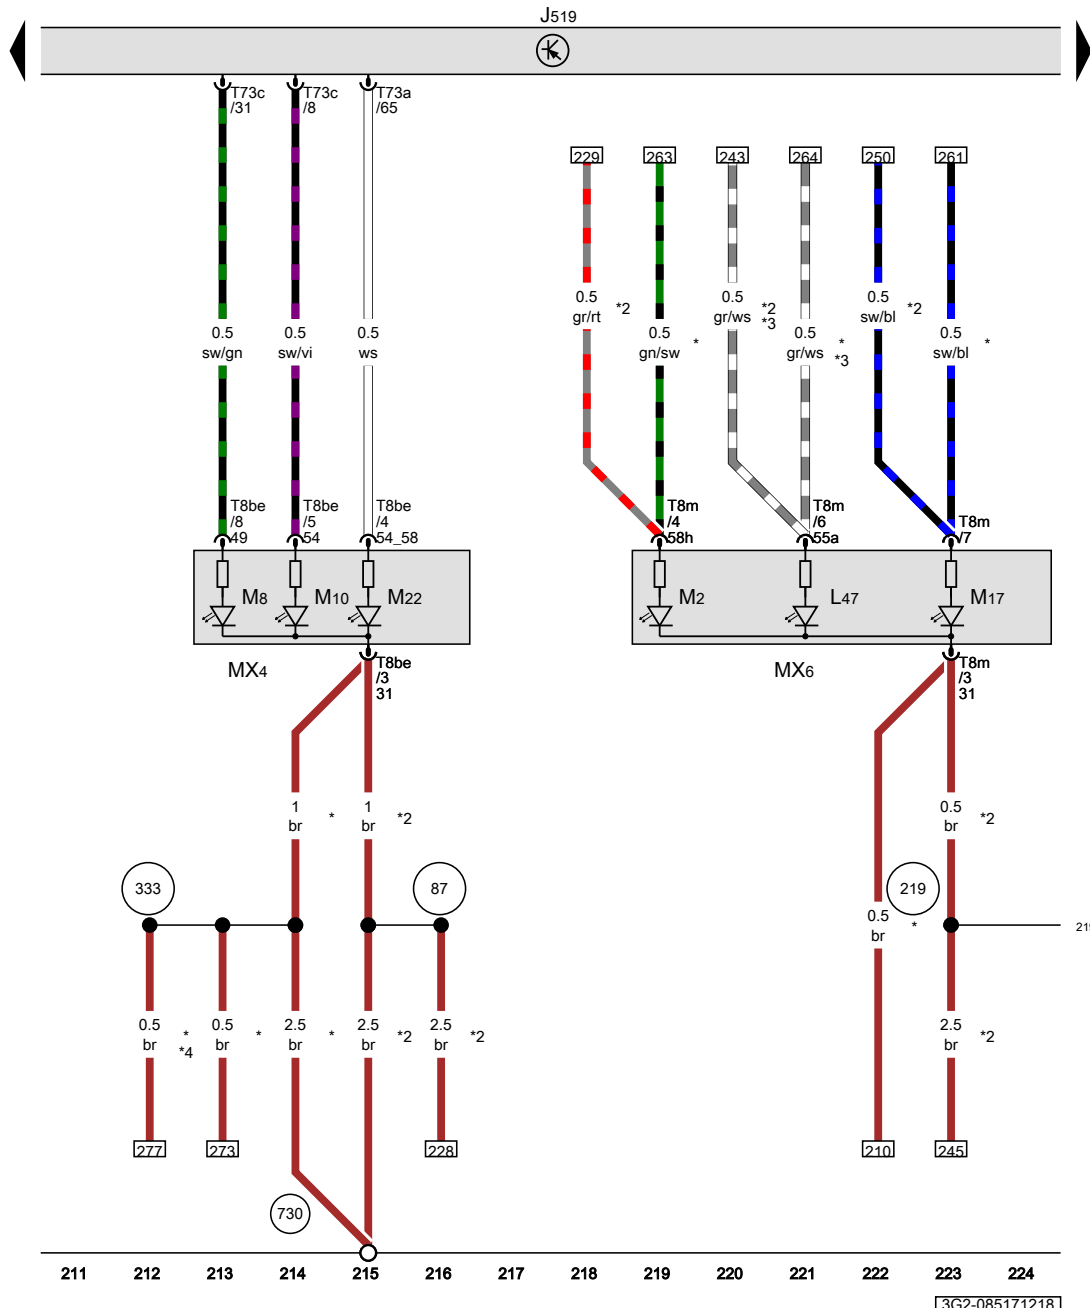 J519
T73c
/31
T73c
/8
T73a
/65
229
263
243
264
250
261
0.5
gr/rt
*2
0.5
gr/ws
*2
*3
0.5
sw/bl
*2
0.5
sw/gn
0.5
sw/vi
0.5
ws
0.5
gn/sw
*
0.5
gr/ws
*
*3
0.5
sw/bl
*
T8be
/8
49
T8be
/5
54
T8be
/4
54_58
T8m
/4
58h
T8m
/6
55a
T8m
/7
M8
M10
M22
M2
L47
M17
MX4
T8be
/3
31
MX6
T8m
/3
31
1
br
*
1
br
*2
0.5
br
*2
333
87
219
0.5
br
*
0.5
br
*
*4
0.5
br
*
2.5
br
*
2.5
br
*2
2.5
br
*2
2.5
br
*2
277
273
228
210
245
730
211 212 213 214 215 216 217 218 219 220 221 222 223 224
3G2-085171218